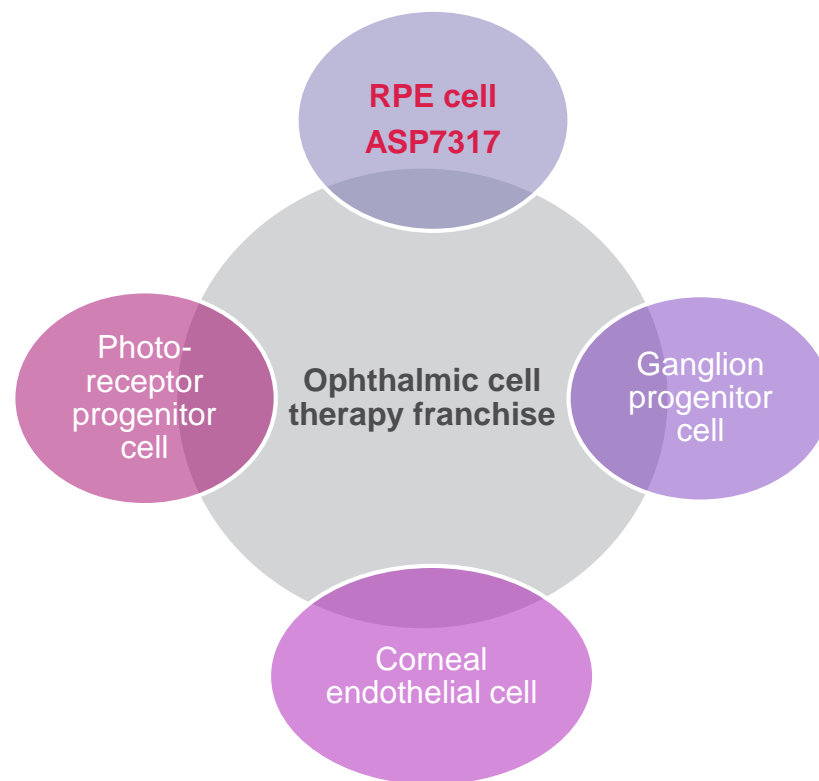 RPE cell
ASP7317
Photo-
receptor
progenitor
cell
Ophthalmic cell
therapy franchise
Ganglion
progenitor
cell
Corneal
endothelial cell